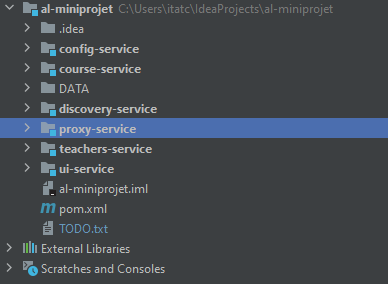 al-miniprojet C:\Users\itatc\IdeaProjects\al-miniprojet
.idea
config-service
course-service
DATA
discovery-service
proxy-service
teachers-service
ui-service
al-miniprojet.iml
m pom.xml
TODO.txt
External Libraries
Scratches and Consoles